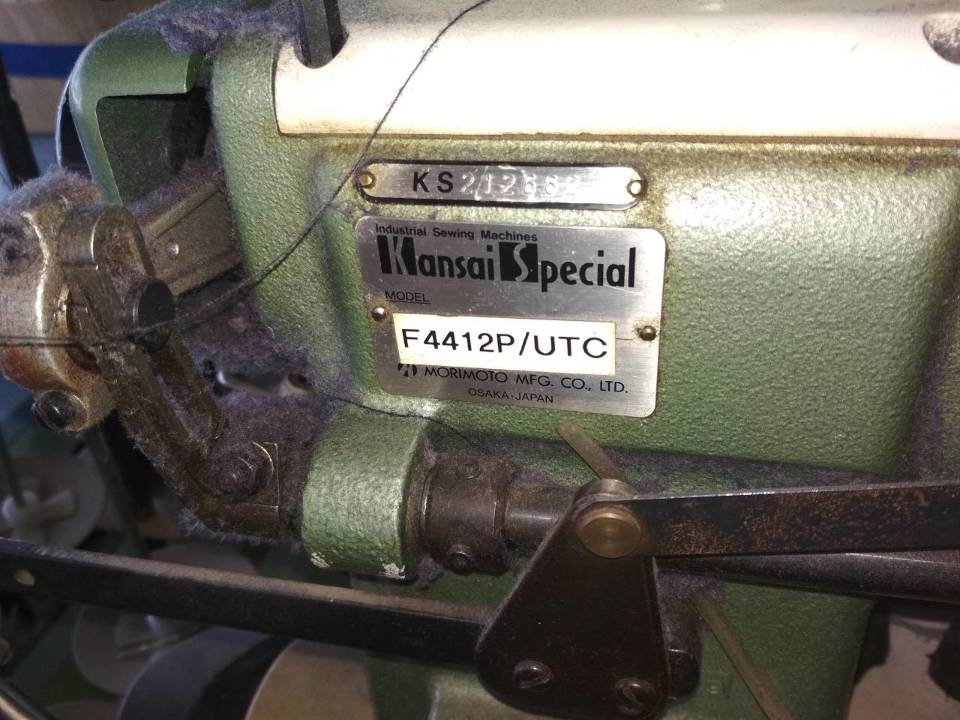 KS212662
Industrial Sewing Machines
Kansai Special
MODEL
F4412P/UTC
MORIMOTO MFG. CO., LTD.
OSAKA·JAPAN